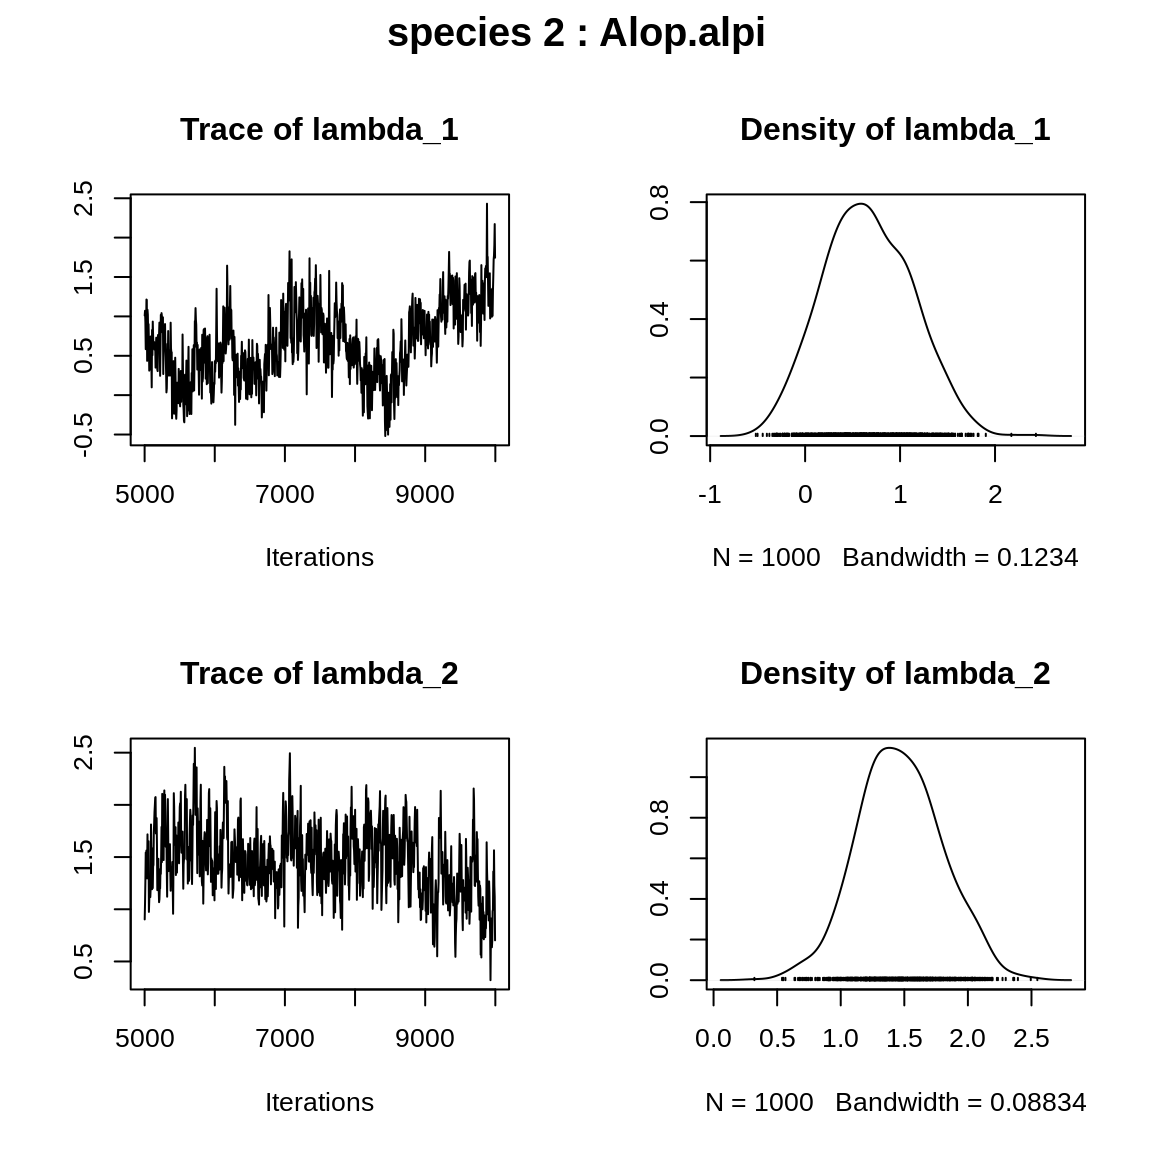 species 2 : Alop.alpi
Trace of lambda_1
2.5
1.5
0.5
-0.5
5000 7000 9000
Iterations
Density of lambda_1
0.8
0.4
0.0
-1 0 1 2
N = 1000 Bandwidth = 0.1234
Trace of lambda_2
2.5
1.5
0.5
5000 7000 9000
Iterations
Density of lambda_2
0.8
0.4
0.0
0.0 0.5 1.0 1.5 2.0 2.5
N = 1000 Bandwidth = 0.08834